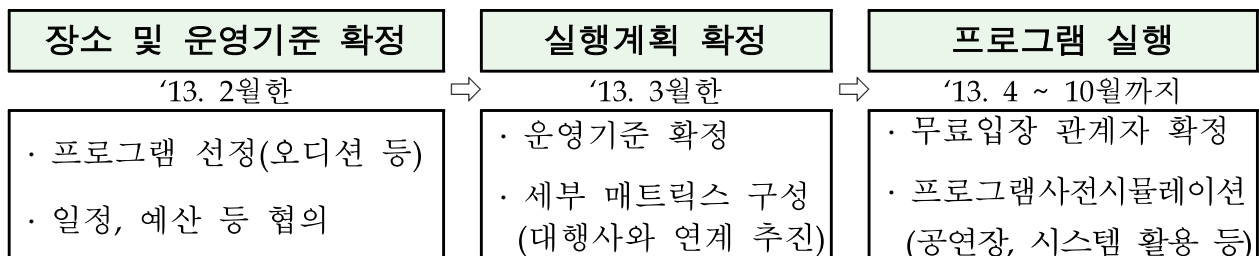 장소 및 운영기준 확정
'13. 2월한
· 프로그램 선정(오디션 등)
· 일정, 예산 등 협의
⇨
실행계획 확정
'13. 3월한
· 운영기준 확정
· 세부 매트릭스 구성
(대행사와 연계 추진)
⇨
프로그램 실행
'13. 4 ~ 10월까지
· 무료입장 관계자 확정
· 프로그램사전시뮬레이션
(공연장, 시스템 활용 등)